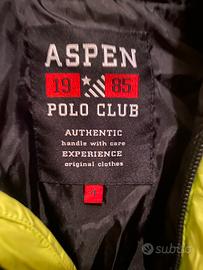 ASPEN
19 85
POLO CLUB
AUTHENTIC
handle with care
EXPERIENCE
original clothes
subito